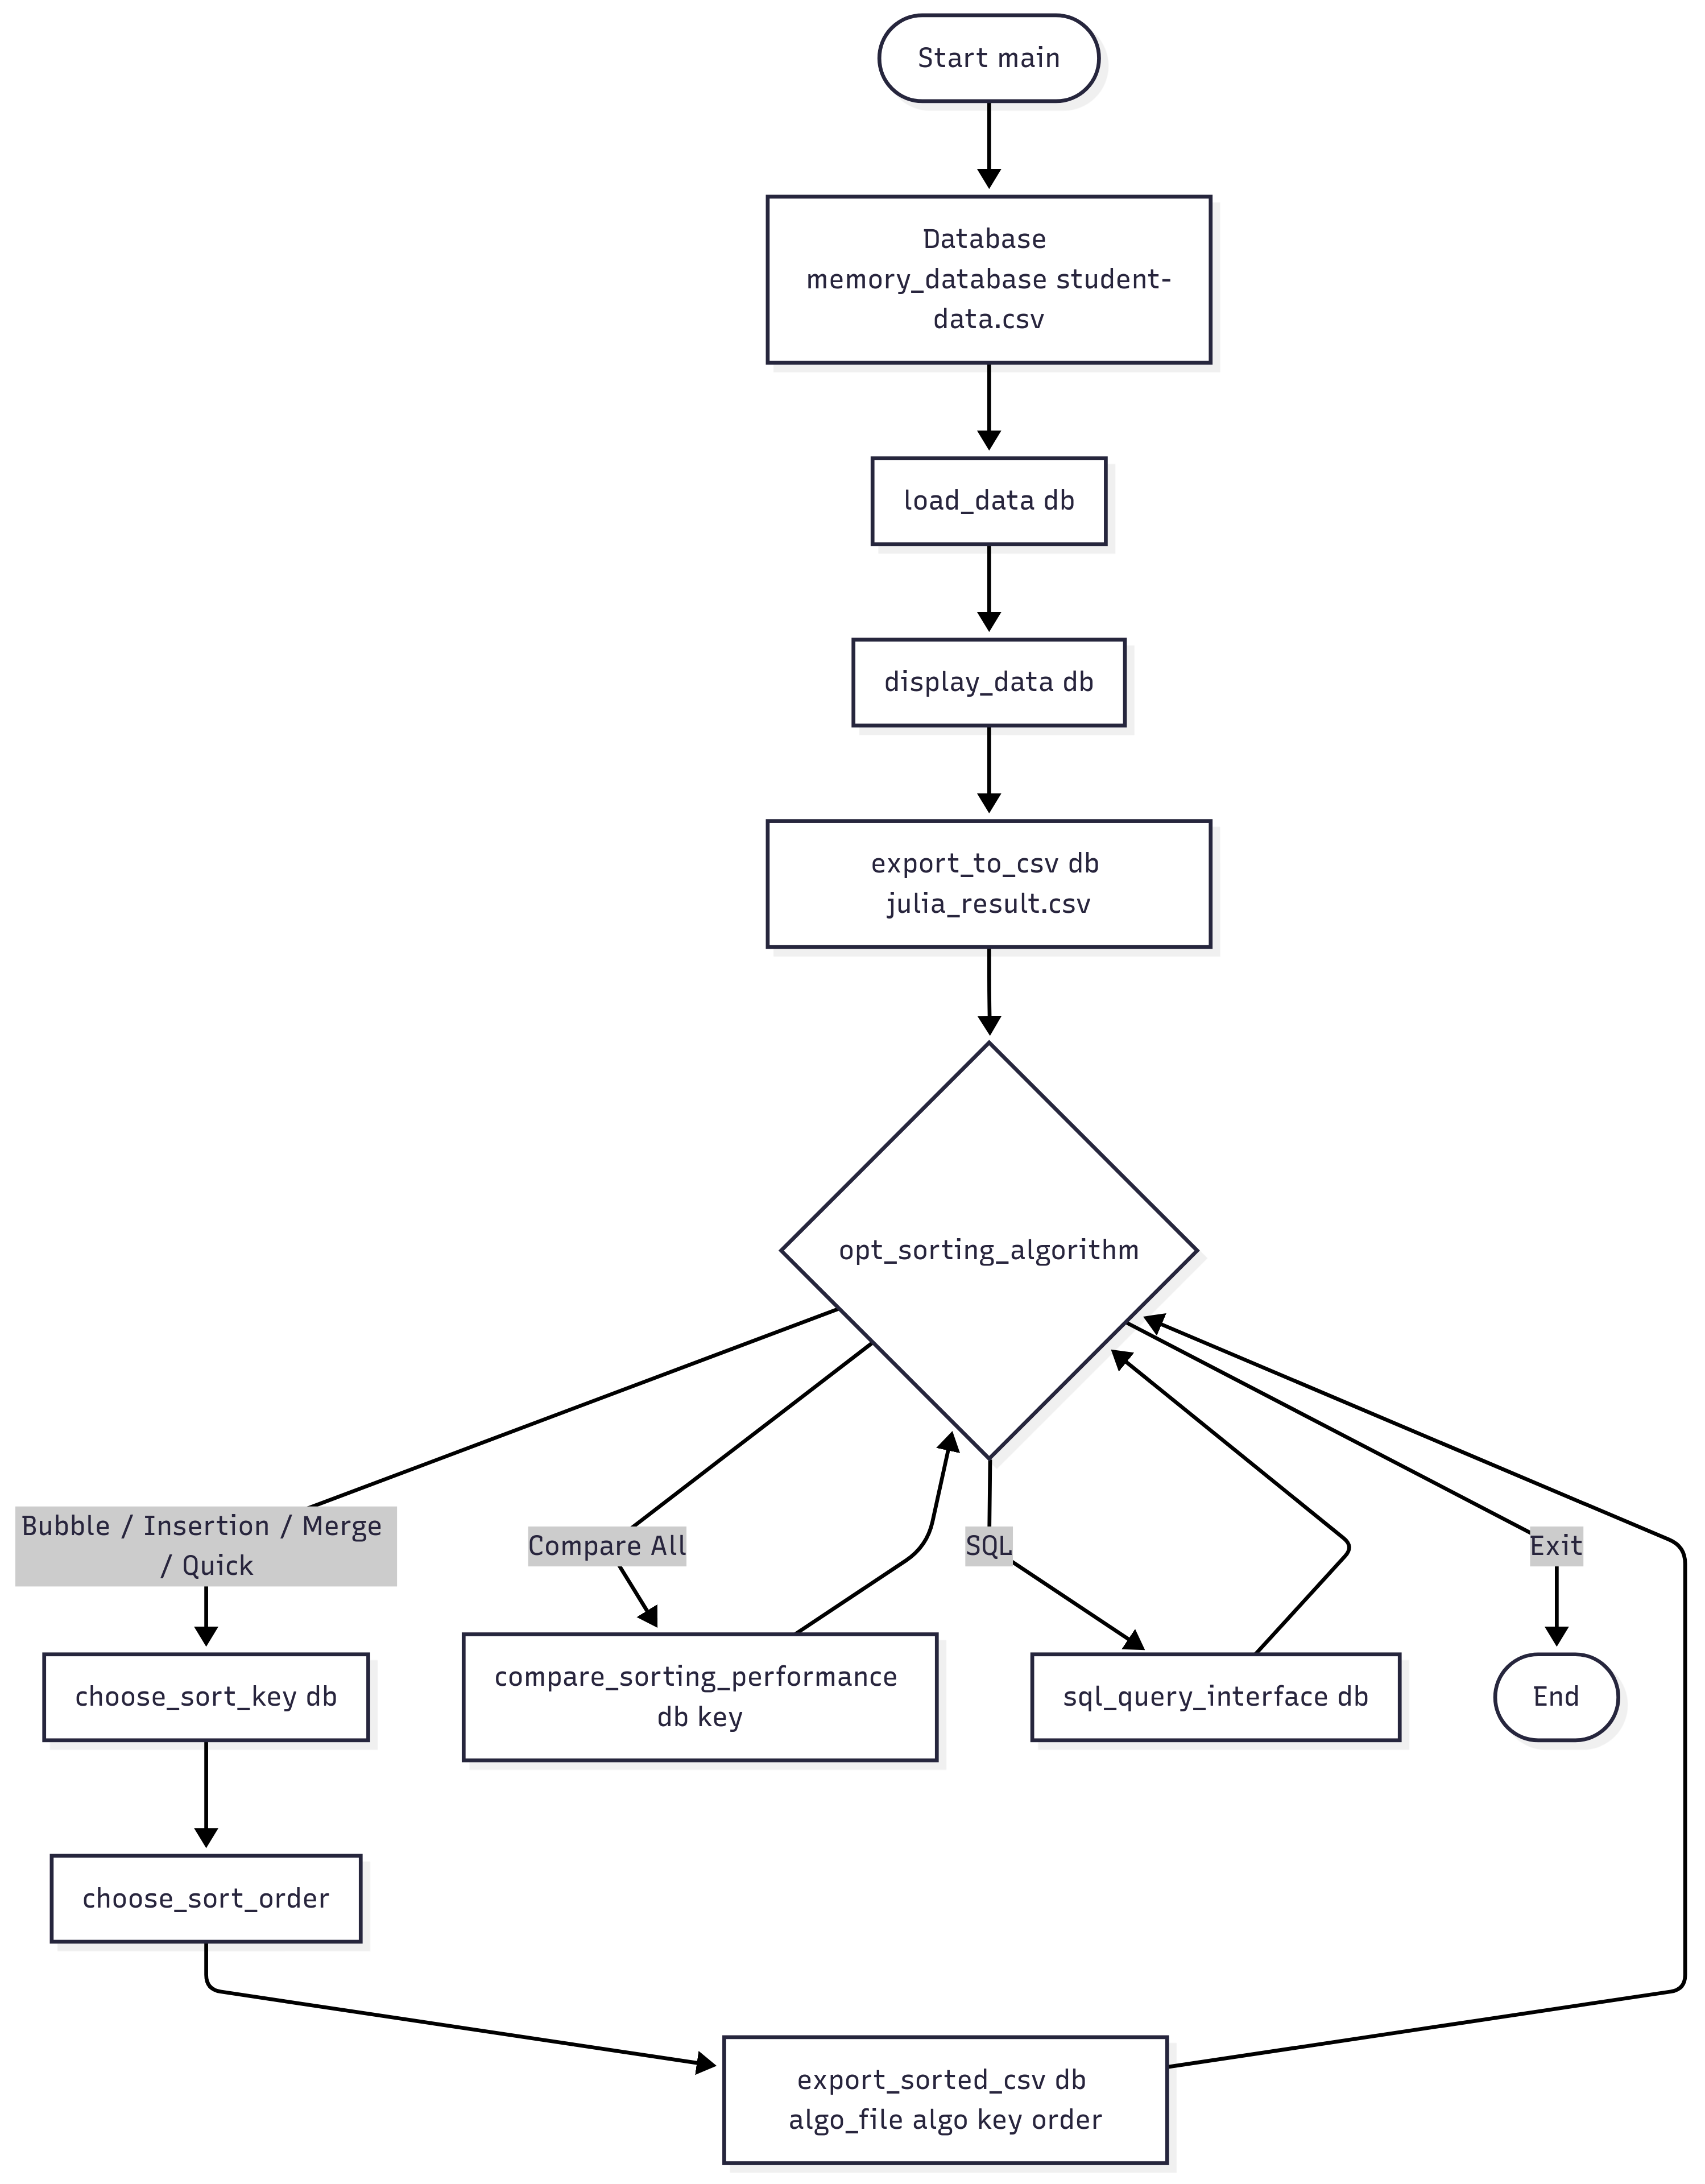 Start main
Database
memory_database student-
data.csv
load_data db
display_data db
export_to_csv db
julia_result.csv
opt_sorting_algorithm
Bubble / Insertion / Merge
/ Quick
Compare All
SQL
Exit
choose_sort_key db
compare_sorting_performance
db key
sql_query_interface db
End
choose_sort_order
export_sorted_csv db
algo_file algo key order